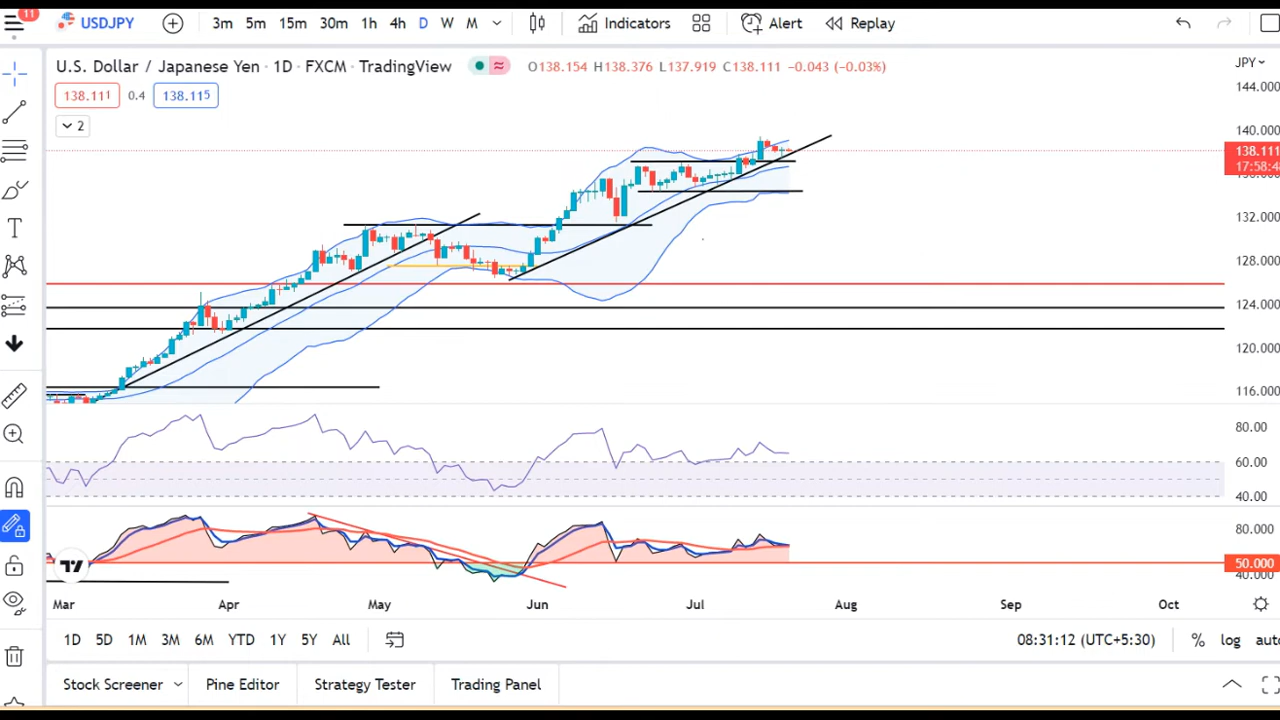 11
USDJPY
3m 5m 15m 30m 1h 4h D W M
Indicators
Alert
Replay
U.S. Dollar / Japanese Yen · 1D · FXCM · TradingView
≈
O138.154 H138.376 L137.919 C138.111 −0.043 (−0.03%)
JPY
138.111
0.4
138.115
2
144.000
140.000
138.111
17:58:4
132.000
128.000
124.000
120.000
116.000
80.00
60.00
40.00
80.000
50.000
40.000
Mar Apr May Jun Jul Aug Sep Oct
1D 5D 1M 3M 6M YTD 1Y 5Y All
08:31:12 (UTC+5:30)
% log auto
Stock Screener
Pine Editor
Strategy Tester
Trading Panel